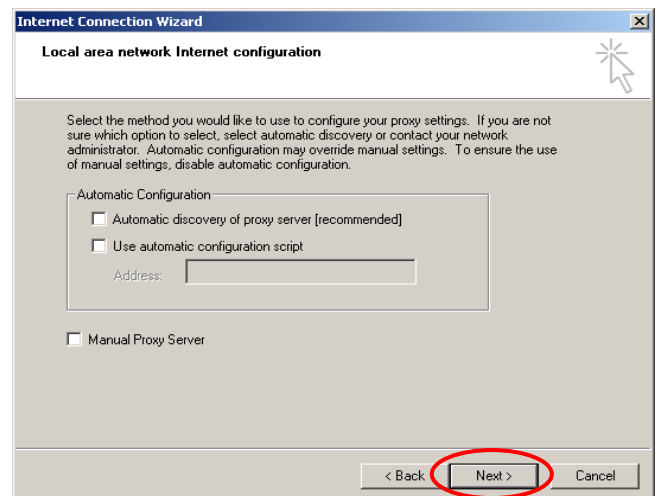 Internet Connection Wizard
Local area network Internet configuration
Select the method you would like to use to configure your proxy settings. If you are not
sure which option to select, select automatic discovery or contact your network
administrator. Automatic configuration may override manual settings. To ensure the use
of manual settings, disable automatic configuration.
Automatic Configuration
Automatic discovery of proxy server [recommended]
Use automatic configuration script
Address:
Manual Proxy Server
< Back Next > Cancel